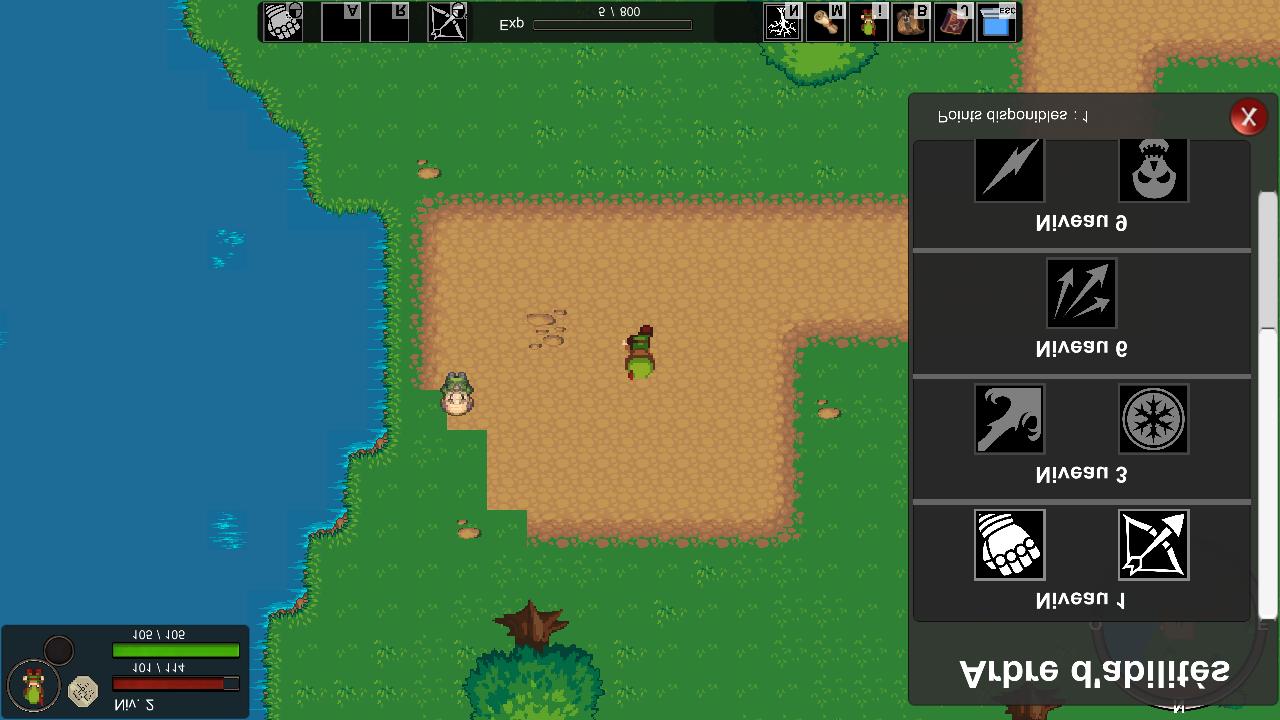 Niv. 2
101 / 114
105 / 105
N
Arbre d'abilités
Niveau 1
Niveau 3
Niveau 6
Niveau 9
Points disponibles : 1
X
A R
Exp 5 / 800
N M i B J esc